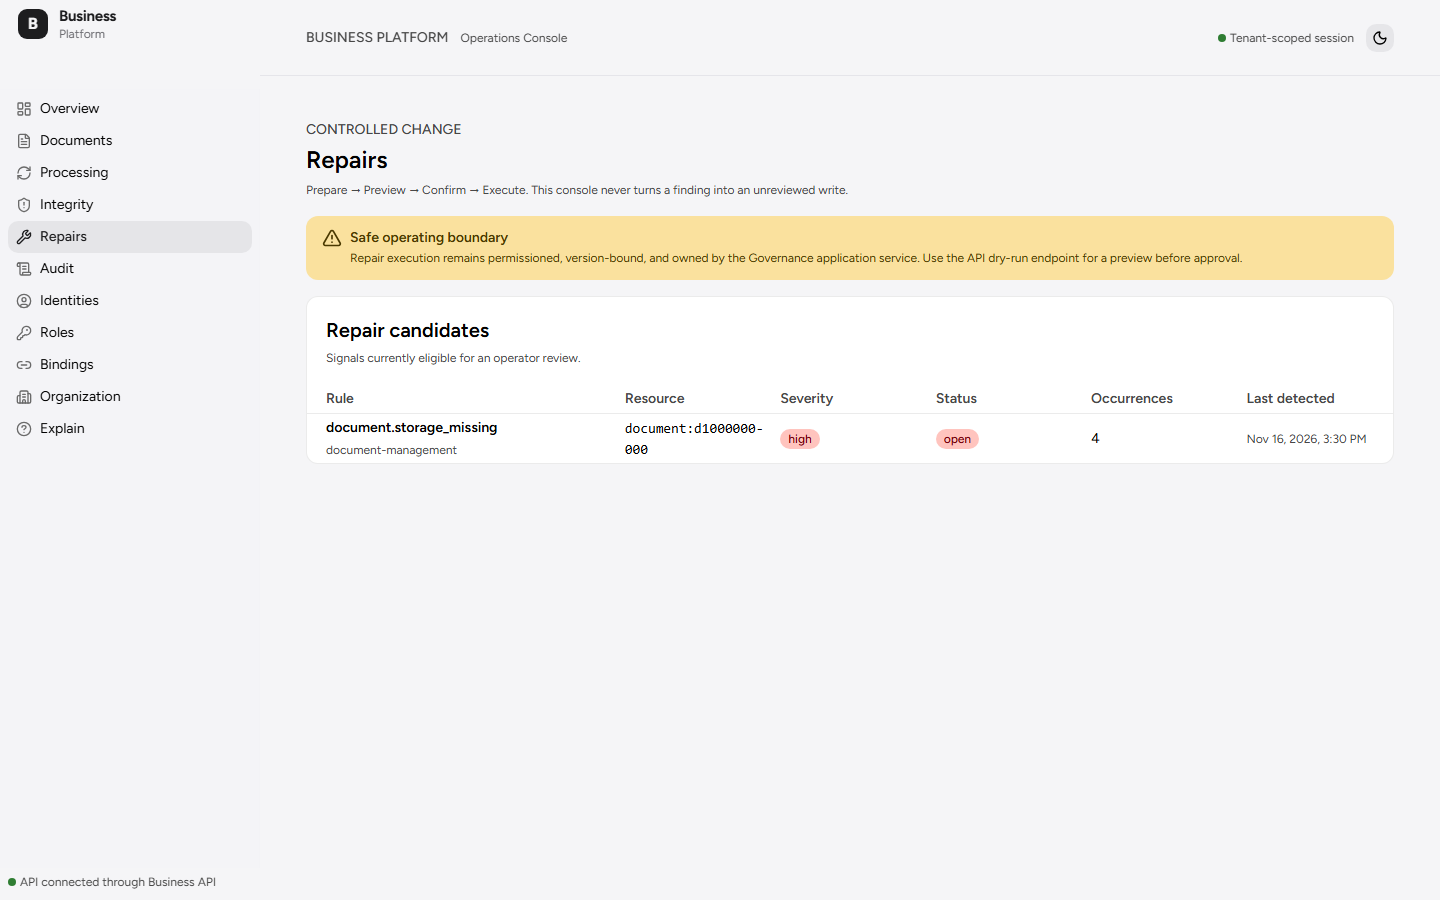 B
Business
Platform
BUSINESS PLATFORM Operations Console
Tenant-scoped session
Overview
Documents
Processing
Integrity
Repairs
Audit
Identities
Roles
Bindings
Organization
Explain
CONTROLLED CHANGE
Repairs
Prepare → Preview → Confirm → Execute. This console never turns a finding into an unreviewed write.
Safe operating boundary
Repair execution remains permissioned, version-bound, and owned by the Governance application service. Use the API dry-run endpoint for a preview before approval.
Repair candidates
Signals currently eligible for an operator review.
Rule Resource Severity Status Occurrences Last detected
document.storage_missing
document-management
document:d1000000-
000
high
open
4
Nov 16, 2026, 3:30 PM
API connected through Business API